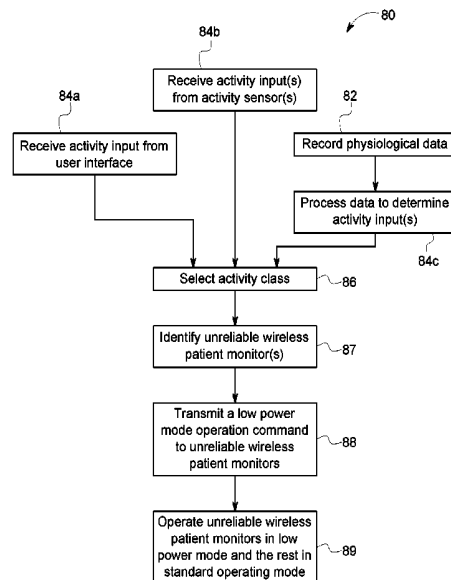 80
84b
Receive activity input(s)
from activity sensor(s)
84a
Receive activity input from
user interface
82
Record physiological data
Process data to determine
activity input(s)
84c
Select activity class
86
Identify unreliable wireless
patient monitor(s)
87
Transmit a low power
mode operation command
to unreliable wireless
patient monitors
88
Operate unreliable wireless
patient monitors in low
power mode and the rest in
standard operating mode
89